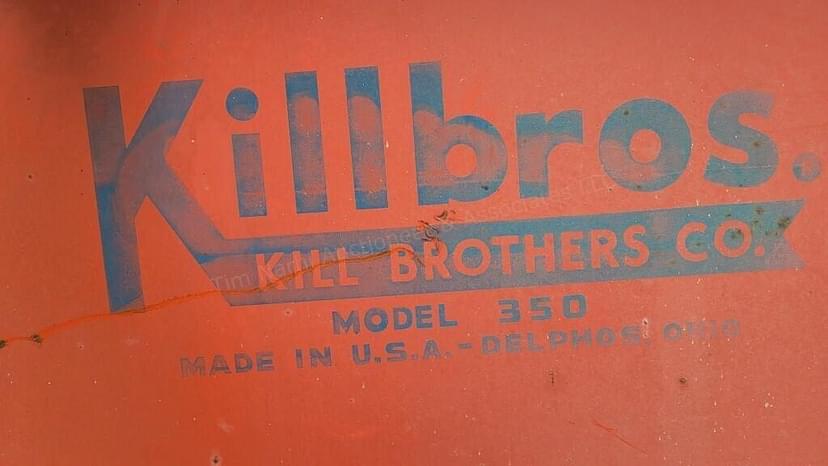 Killbros.
KILL BROTHERS CO.
MODEL 350
MADE IN U.S.A.-DELPHOS, OHIO